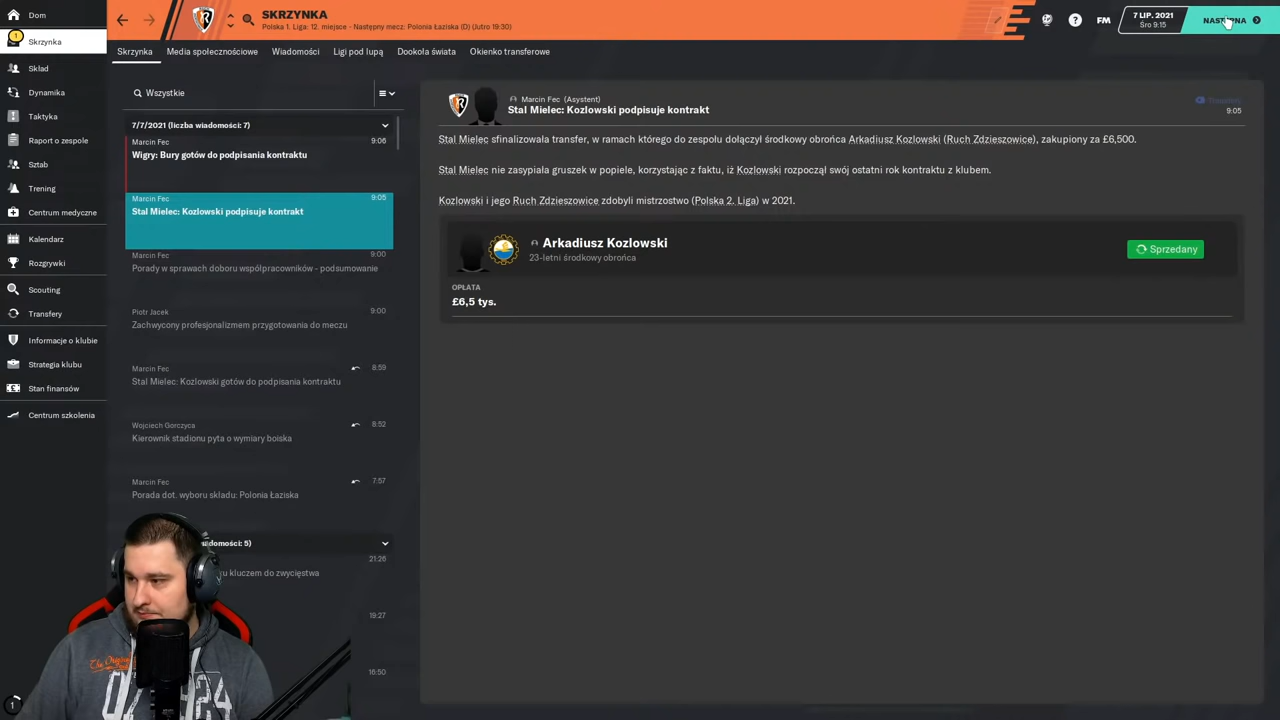 Dom
SKRZYNKA
Polska 1. Liga: 12. miejsce - Następny mecz: Polonia Łaziska (D) (Jutro 19:30)
FM
7 LIP. 2021
Śro 9:15
NASTĘPNA
1
Skrzynka
Skład
Dynamika
Taktyka
Raport o zespole
Sztab
Trening
Centrum medyczne
Kalendarz
Rozgrywki
Scouting
Transfery
Informacje o klubie
Strategia klubu
Stan finansów
Centrum szkolenia
Skrzynka
Media społecznościowe
Wiadomości
Ligi pod lupą
Dookoła świata
Okienko transferowe
Wszystkie
7/7/2021 (liczba wiadomości: 7)
Marcin Fec
9:06
Wigry: Bury gotów do podpisania kontraktu
Marcin Fec
9:05
Stal Mielec: Kozlowski podpisuje kontrakt
Marcin Fec
9:00
Porady w sprawach doboru współpracowników - podsumowanie
Piotr Jacek
9:00
Zachwycony profesjonalizmem przygotowania do meczu
Marcin Fec
8:59
Stal Mielec: Kozlowski gotów do podpisania kontraktu
Wojciech Gorczyca
8:52
Kierownik stadionu pyta o wymiary boiska
Marcin Fec
7:57
Porada dot. wyboru składu: Polonia Łaziska
wiadomości: 5)
21:26
kluczem do zwycięstwa
19:27
16:50
Marcin Fec (Asystent)
Stal Mielec: Kozlowski podpisuje kontrakt
Transfery
9:05
Stal Mielec sfinalizowała transfer, w ramach którego do zespołu dołączył środkowy obrońca Arkadiusz Kozlowski (Ruch Zdzieszowice), zakupiony za £6,500.
Stal Mielec nie zasypiała gruszek w popiele, korzystając z faktu, iż Kozlowski rozpoczął swój ostatni rok kontraktu z klubem.
Kozlowski i jego Ruch Zdzieszowice zdobyli mistrzostwo (Polska 2. Liga) w 2021.
Arkadiusz Kozlowski
23-letni środkowy obrońca
Sprzedany
OPŁATA
£6,5 tys.
1